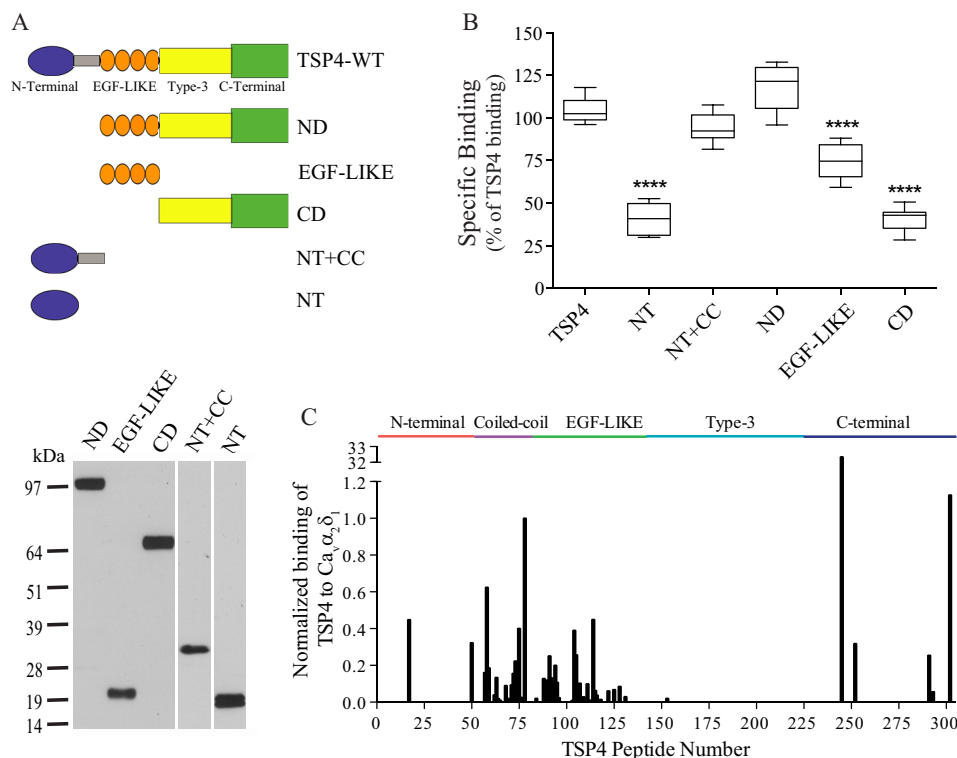 A
TSP4-WT
N-Terminal EGF-LIKE Type-3 C-Terminal
ND
EGF-LIKE
CD
NT+CC
NT
ND EGF-LIKE CD NT+CC NT
kDa
97
64
51
39
28
19
14
B
Specific Binding
(% of TSP4 binding)
150
125
100
75
50
25
0
****
****
****
TSP4 NT NT+CC ND EGF-LIKE CD
C
N-terminal Coiled-coil EGF-LIKE Type-3 C-terminal
Normalized binding of
TSP4 to Cavα2δ1
33
32
1.2
1.0
0.8
0.6
0.4
0.2
0.0
0 25 50 75 100 125 150 175 200 225 250 275 300
TSP4 Peptide Number